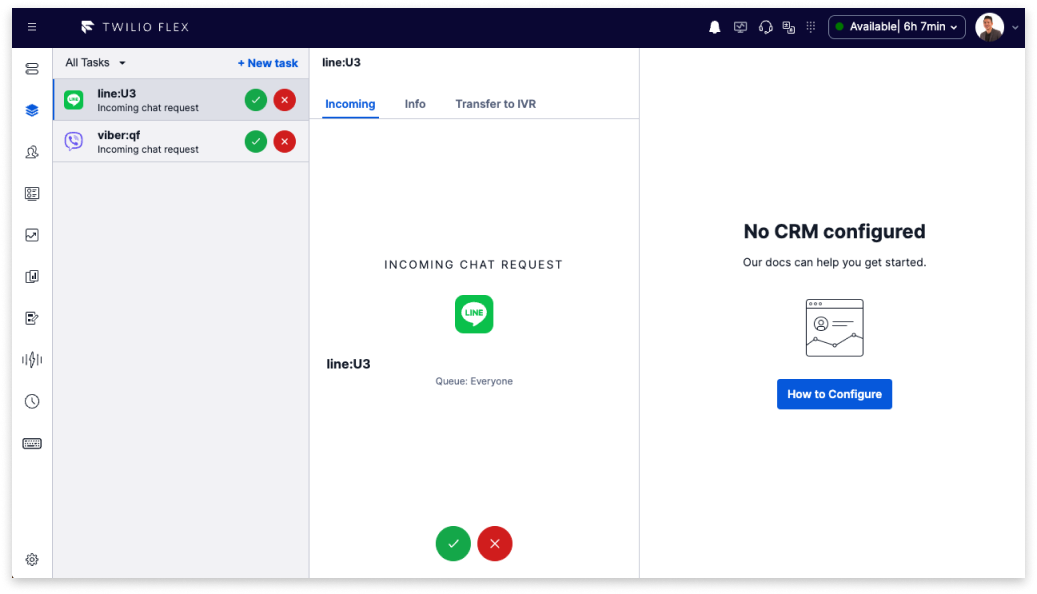 TWILIO FLEX
Available| 6h 7min
All Tasks
+ New task
line:U3
Incoming chat request
viber:qf
Incoming chat request
line:U3
Incoming
Info
Transfer to IVR
INCOMING CHAT REQUEST
LINE
line:U3
Queue: Everyone
No CRM configured
Our docs can help you get started.
How to Configure